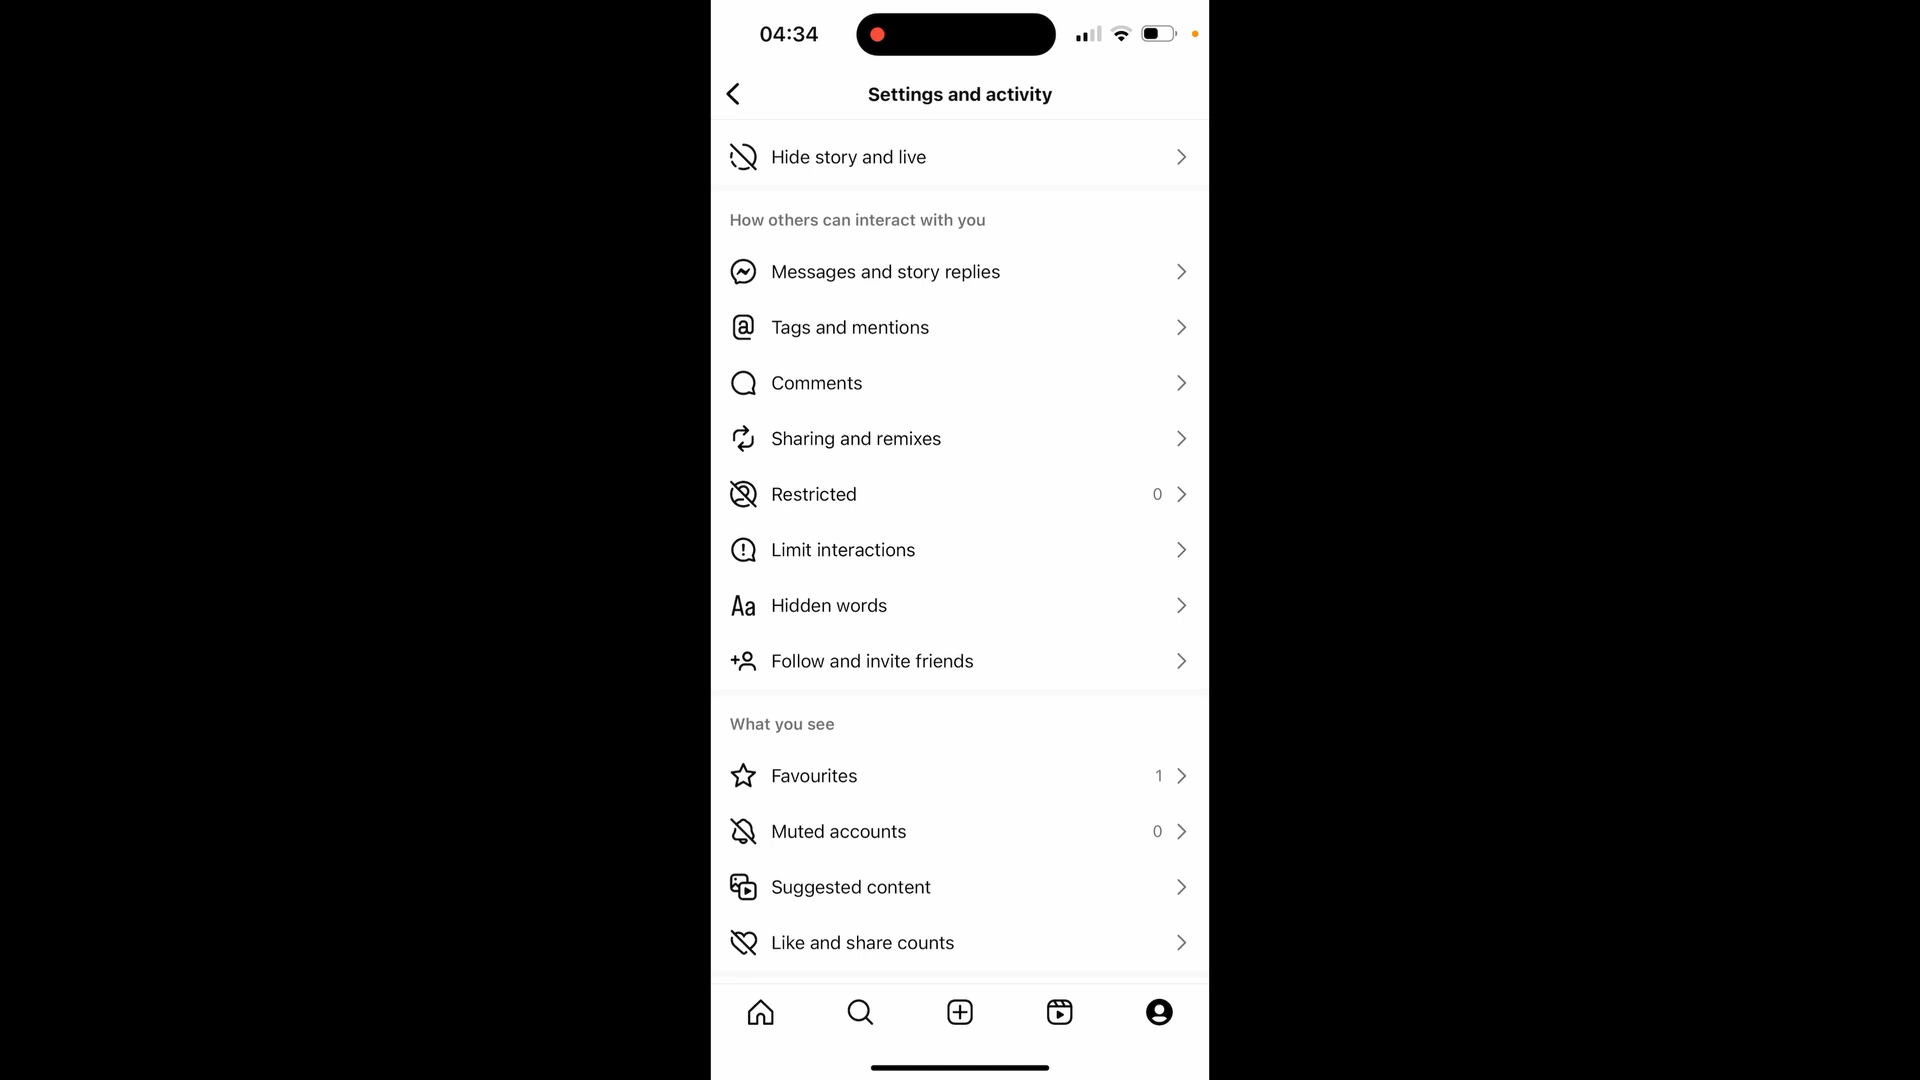 04:34
Settings and activity
Hide story and live
How others can interact with you
Messages and story replies
Tags and mentions
Comments
Sharing and remixes
Restricted 0
Limit interactions
Aa Hidden words
Follow and invite friends
What you see
Favourites 1
Muted accounts 0
Suggested content
Like and share counts